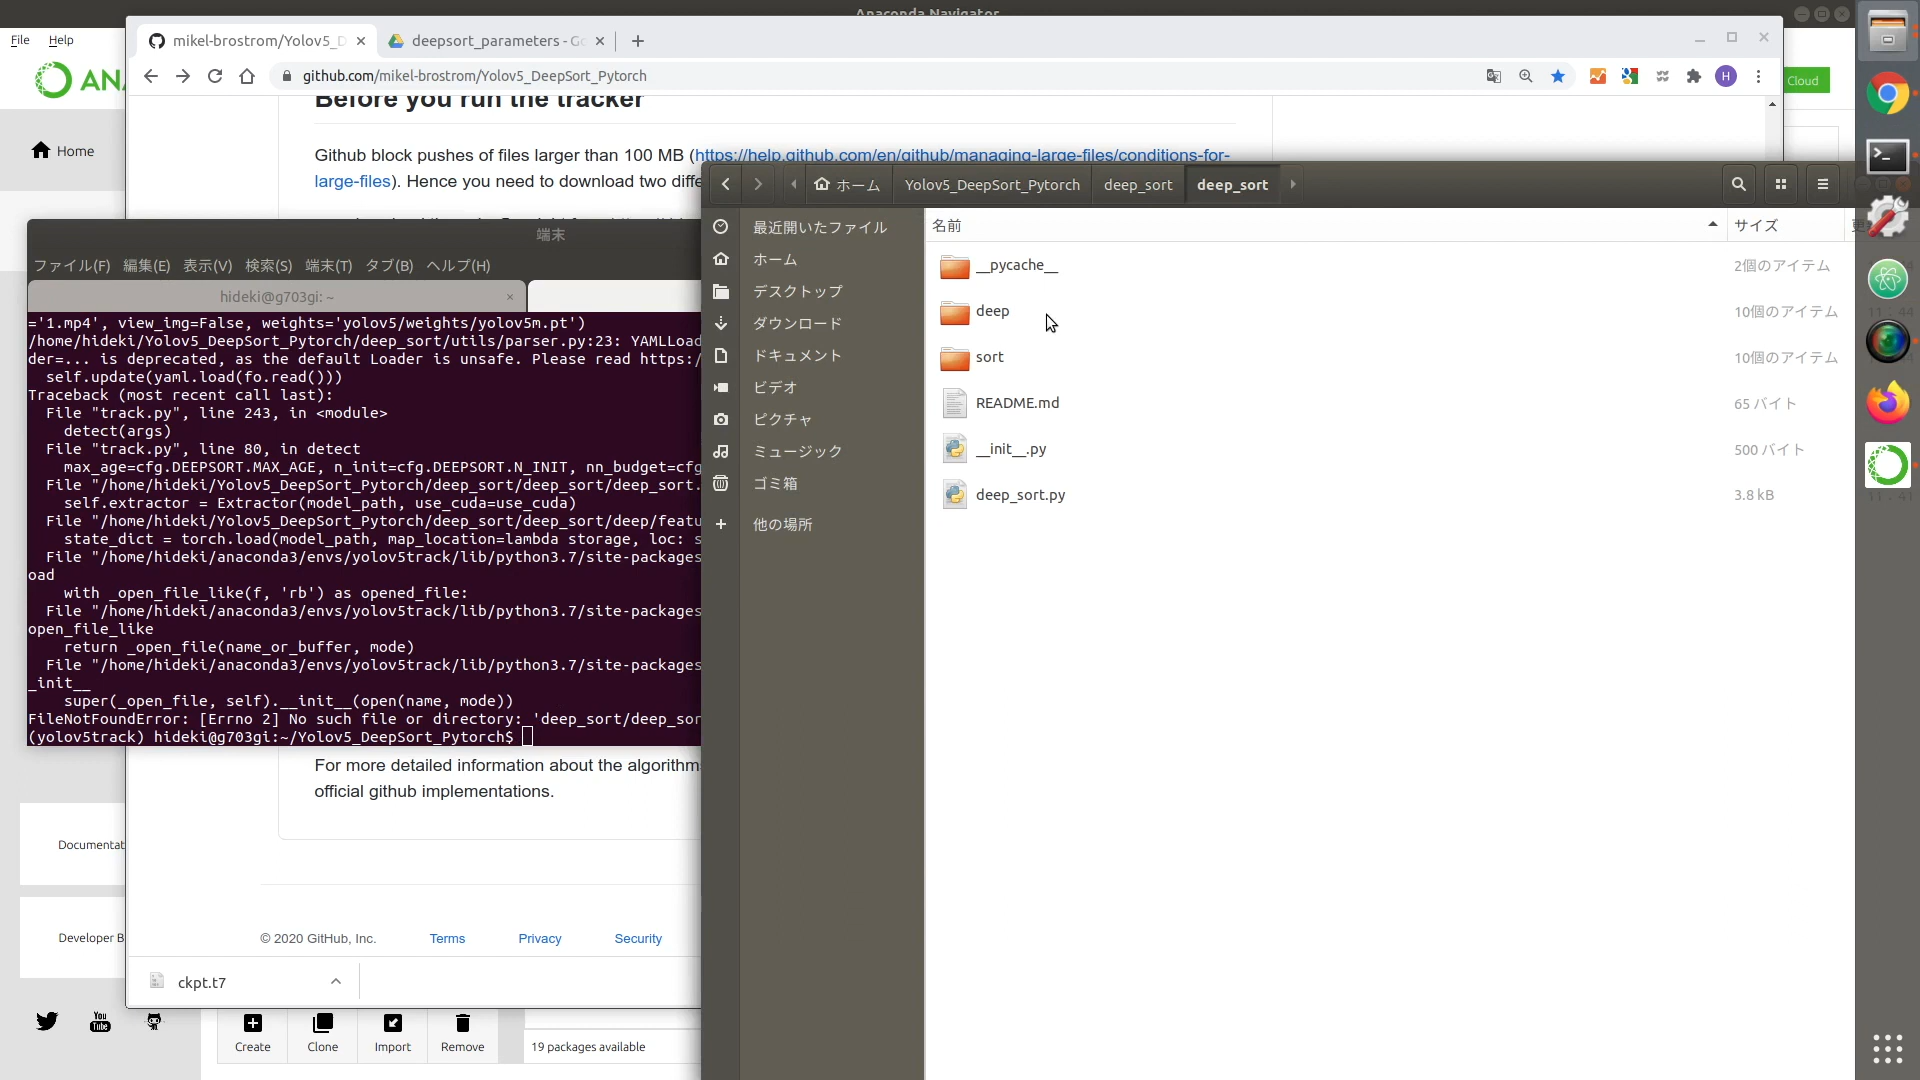 Anaconda Navigator
File Help
Home
Cloud
mikel-brostrom/Yolov5_D
deepsort_parameters - Go
github.com/mikel-brostrom/Yolov5_DeepSort_Pytorch
H
Before you run the tracker
Github block pushes of files larger than 100 MB (https://help.github.com/en/github/managing-large-files/conditions-for-
large-files). Hence you need to download two diffe
端末
ファイル(F) 編集(E) 表示(V) 検索(S) 端末(T) タブ(B) ヘルプ(H)
hideki@g703gi: ~
='1.mp4', view_img=False, weights='yolov5/weights/yolov5m.pt')
/home/hideki/Yolov5_DeepSort_Pytorch/deep_sort/utils/parser.py:23: YAMLLoad
der=... is deprecated, as the default Loader is unsafe. Please read https:/
self.update(yaml.load(fo.read()))
Traceback (most recent call last):
File "track.py", line 243, in <module>
detect(args)
File "track.py", line 80, in detect
max_age=cfg.DEEPSORT.MAX_AGE, n_init=cfg.DEEPSORT.N_INIT, nn_budget=cfg
File "/home/hideki/Yolov5_DeepSort_Pytorch/deep_sort/deep_sort/deep_sort.
self.extractor = Extractor(model_path, use_cuda=use_cuda)
File "/home/hideki/Yolov5_DeepSort_Pytorch/deep_sort/deep_sort/deep/featu
state_dict = torch.load(model_path, map_location=lambda storage, loc: s
File "/home/hideki/anaconda3/envs/yolov5track/lib/python3.7/site-packages
oad
with _open_file_like(f, 'rb') as opened_file:
File "/home/hideki/anaconda3/envs/yolov5track/lib/python3.7/site-packages
open_file_like
return _open_file(name_or_buffer, mode)
File "/home/hideki/anaconda3/envs/yolov5track/lib/python3.7/site-packages
_init__
super(_open_file, self).__init__(open(name, mode))
FileNotFoundError: [Errno 2] No such file or directory: 'deep_sort/deep_sor
(yolov5track) hideki@g703gi:~/Yolov5_DeepSort_Pytorch$
ホーム Yolov5_DeepSort_Pytorch deep_sort deep_sort
最近開いたファイル
ホーム
デスクトップ
ダウンロード
ドキュメント
ビデオ
ピクチャ
ミュージック
ゴミ箱
他の場所
名前 サイズ
__pycache__ 2個のアイテム
deep 10個のアイテム
sort 10個のアイテム
README.md 65 バイト
__init__.py 500 バイト
deep_sort.py 3.8 kB
For more detailed information about the algorithm
official github implementations.
Documentat
Developer B
© 2020 GitHub, Inc. Terms Privacy Security
ckpt.t7
You
Tube
Create Clone Import Remove
19 packages available